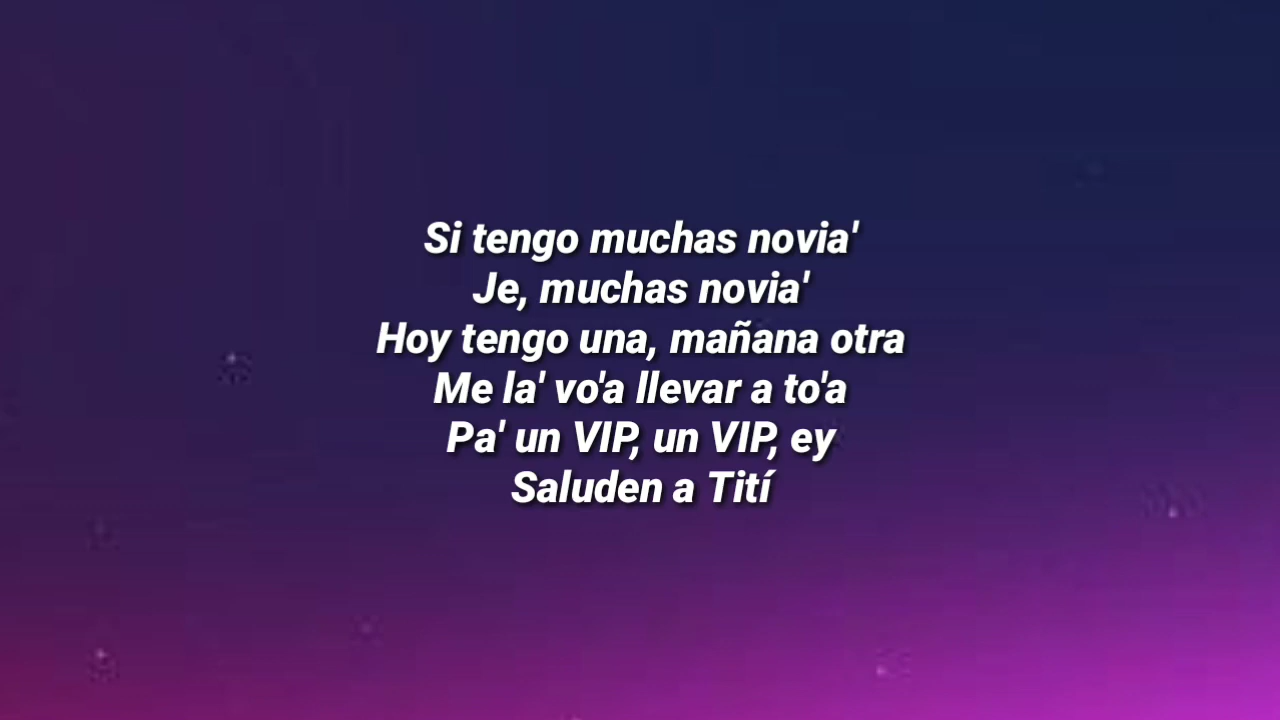 Si tengo muchas novia'
Je, muchas novia'
Hoy tengo una, mañana otra
Me la' vo'a llevar a to'a
Pa' un VIP, un VIP, ey
Saluden a Tití